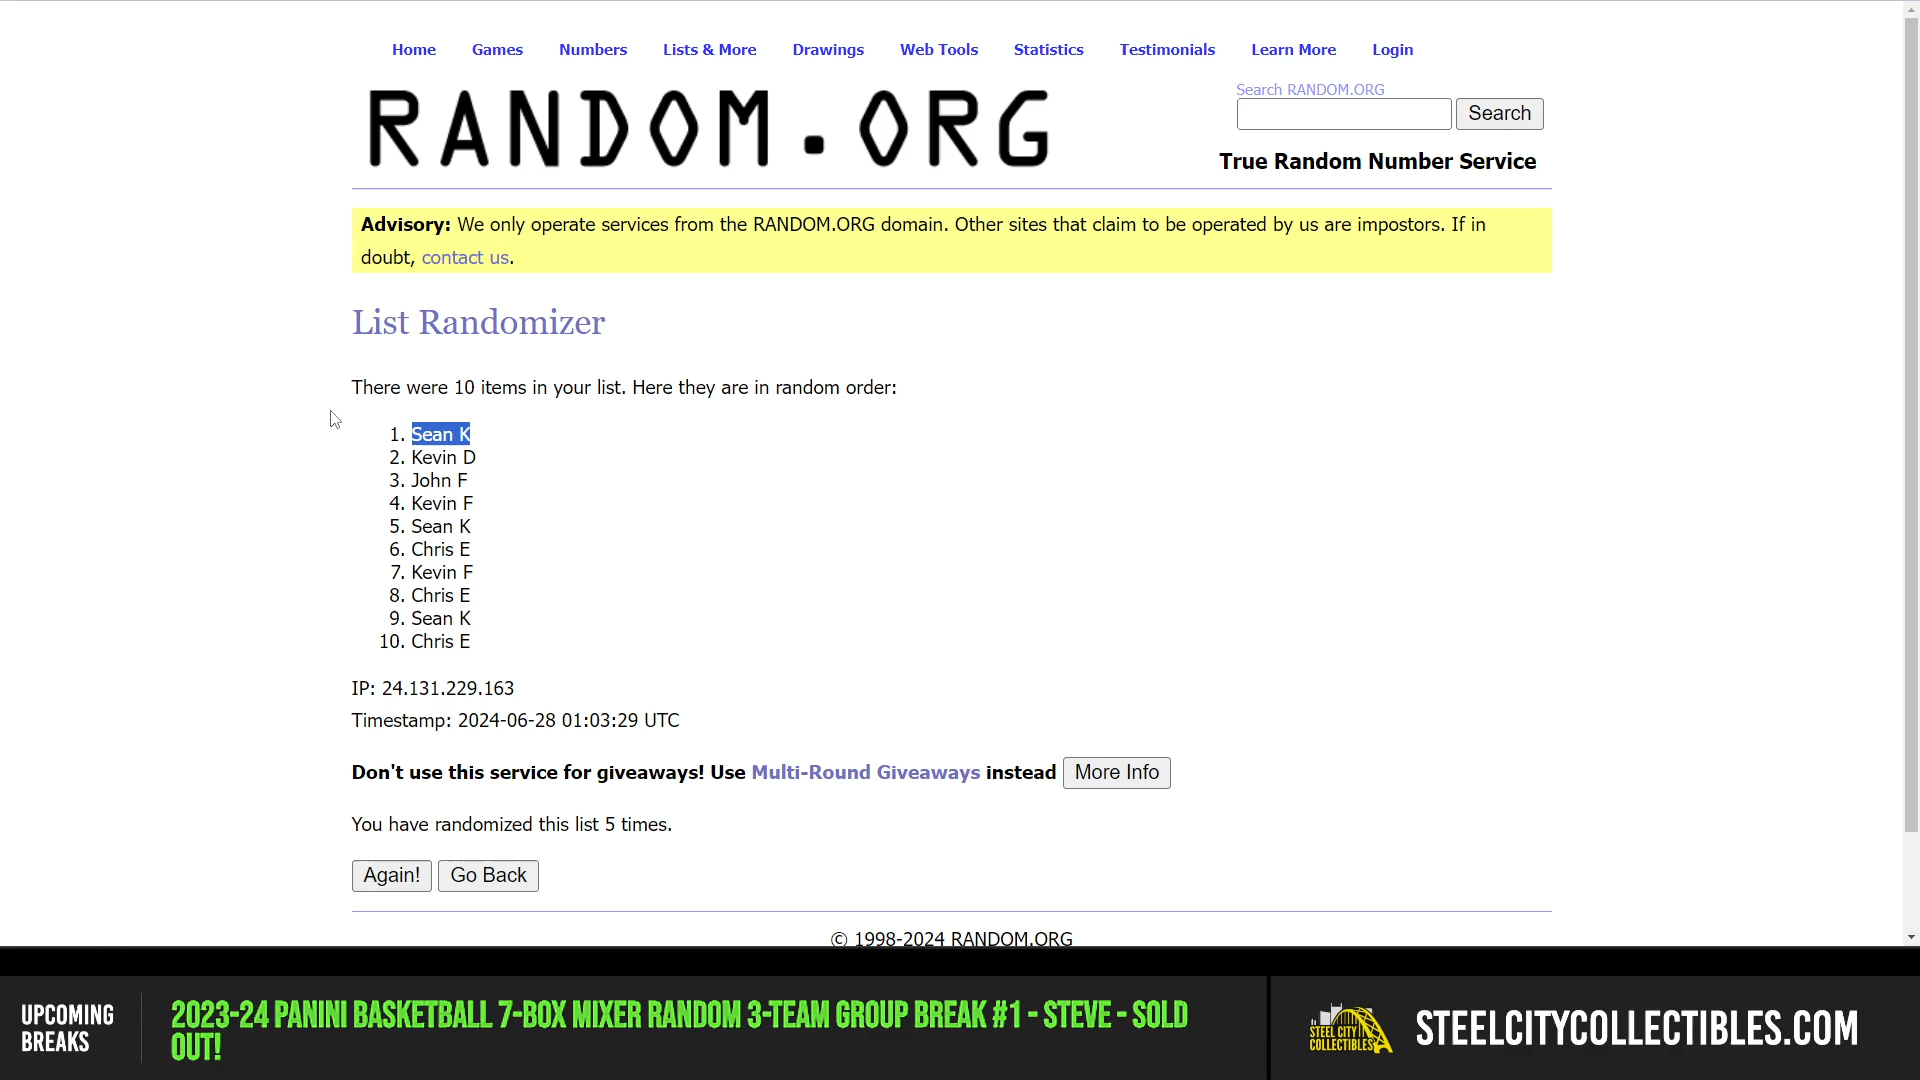 Home Games Numbers Lists & More Drawings Web Tools Statistics Testimonials Learn More Login
RANDOM.ORG
Search RANDOM.ORG
Search
True Random Number Service
Advisory: We only operate services from the RANDOM.ORG domain. Other sites that claim to be operated by us are impostors. If in
doubt, contact us.
List Randomizer
There were 10 items in your list. Here they are in random order:
1. Sean K
2. Kevin D
3. John F
4. Kevin F
5. Sean K
6. Chris E
7. Kevin F
8. Chris E
9. Sean K
10. Chris E
IP: 24.131.229.163
Timestamp: 2024-06-28 01:03:29 UTC
Don't use this service for giveaways! Use Multi-Round Giveaways instead More Info
You have randomized this list 5 times.
Again! Go Back
© 1998-2024 RANDOM.ORG
UPCOMING
BREAKS
2023-24 PANINI BASKETBALL 7-BOX MIXER RANDOM 3-TEAM GROUP BREAK #1 - STEVE - SOLD
OUT!
STEEL CITY
COLLECTIBLES
STEELCITYCOLLECTIBLES.COM